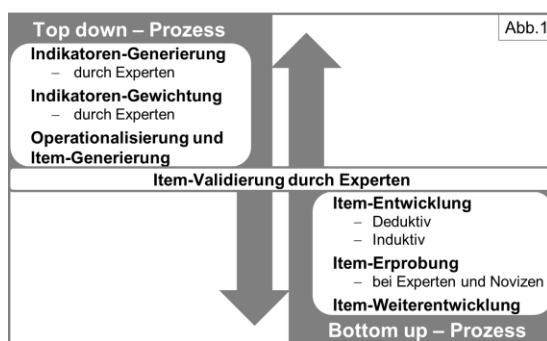 Top down – Prozess
Abb.1
Indikatoren-Generierung
– durch Experten
Indikatoren-Gewichtung
– durch Experten
Operationalisierung und
Item-Generierung
Item-Validierung durch Experten
Item-Entwicklung
– Deduktiv
– Induktiv
Item-Erprobung
– bei Experten und Novizen
Item-Weiterentwicklung
Bottom up – Prozess